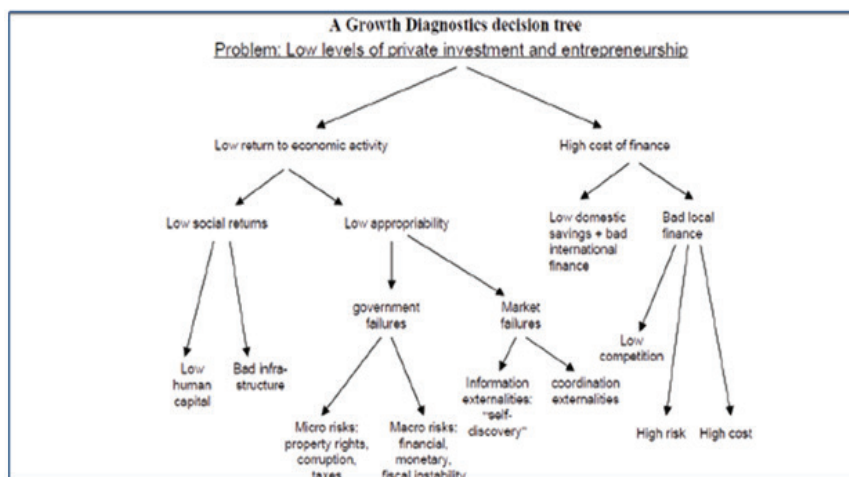 A Growth Diagnostics decision tree
Problem: Low levels of private investment and entrepreneurship
Low return to economic activity
High cost of finance
Low social returns
Low appropriability
Low domestic
savings + bad
international
finance
Bad local
finance
government
failures
Market
failures
Low
competition
Low
human
capital
Bad infra-
structure
Information
externalities:
"self-
discovery"
coordination
externalities
Micro risks:
property rights,
corruption,
taxes
Macro risks:
financial,
monetary,
fiscal instability
High risk
High cost